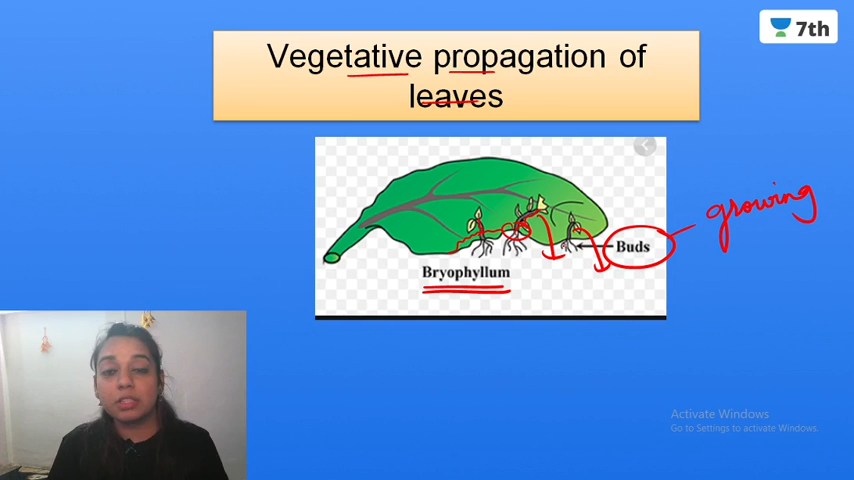 7th
Vegetative propagation of
leaves
growing
Buds
Bryophyllum
Activate Windows
Go to Settings to activate Windows.